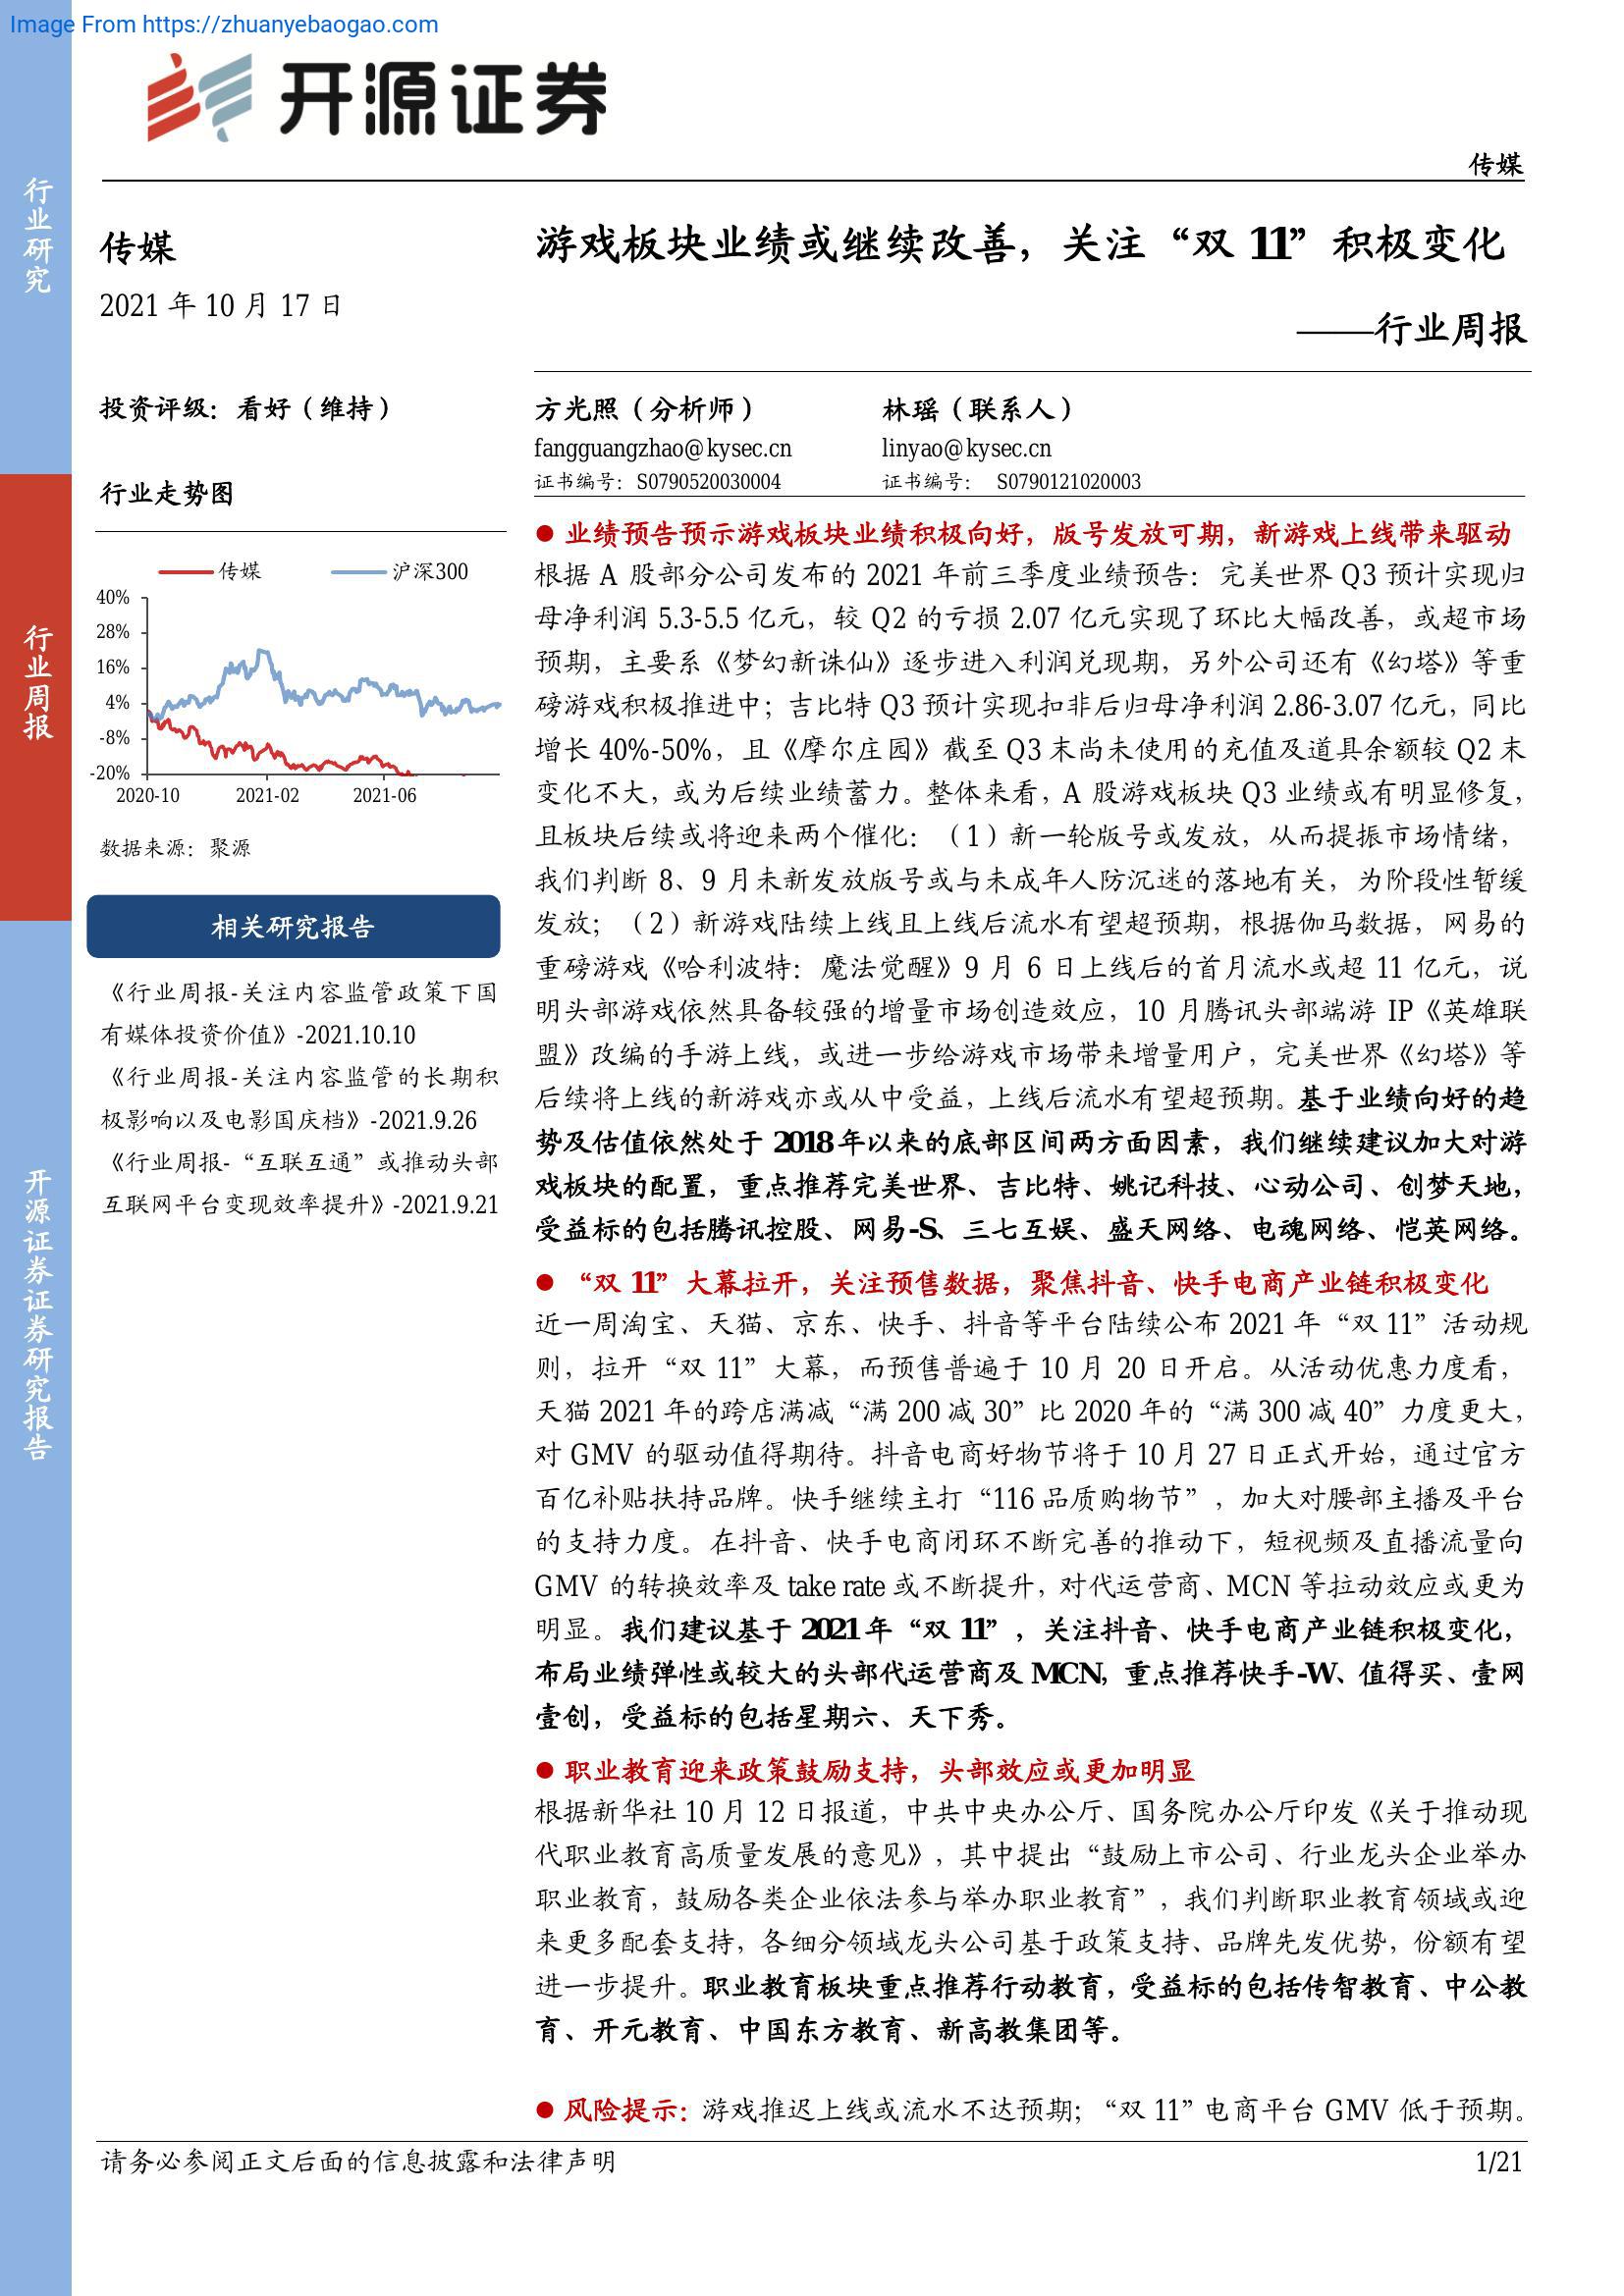 Image From https://zhuanyebaogao.com
开源证券
传媒
行业研究
行业周报
开源证券证券研究报告
传媒
2021 年 10 月 17 日
投资评级：看好（维持）
行业走势图
传媒 沪深300
40%
28%
16%
4%
-8%
-20%
2020-10 2021-02 2021-06
数据来源：聚源
相关研究报告
《行业周报-关注内容监管政策下国
有媒体投资价值》-2021.10.10
《行业周报-关注内容监管的长期积
极影响以及电影国庆档》-2021.9.26
《行业周报-“互联互通”或推动头部
互联网平台变现效率提升》-2021.9.21
游戏板块业绩或继续改善，关注“双 11”积极变化
——行业周报
方光照（分析师） 林瑶（联系人）
fangguangzhao@kysec.cn linyao@kysec.cn
证书编号：S0790520030004 证书编号： S0790121020003
● 业绩预告预示游戏板块业绩积极向好，版号发放可期，新游戏上线带来驱动
根据 A 股部分公司发布的 2021 年前三季度业绩预告：完美世界 Q3 预计实现归
母净利润 5.3-5.5 亿元，较 Q2 的亏损 2.07 亿元实现了环比大幅改善，或超市场
预期，主要系《梦幻新诛仙》逐步进入利润兑现期，另外公司还有《幻塔》等重
磅游戏积极推进中；吉比特 Q3 预计实现扣非后归母净利润 2.86-3.07 亿元，同比
增长 40%-50%，且《摩尔庄园》截至 Q3 末尚未使用的充值及道具余额较 Q2 末
变化不大，或为后续业绩蓄力。整体来看，A 股游戏板块 Q3 业绩或有明显修复，
且板块后续或将迎来两个催化：（1）新一轮版号或发放，从而提振市场情绪，
我们判断 8、9 月未新发放版号或与未成年人防沉迷的落地有关，为阶段性暂缓
发放；（2）新游戏陆续上线且上线后流水有望超预期，根据伽马数据，网易的
重磅游戏《哈利波特：魔法觉醒》9 月 6 日上线后的首月流水或超 11 亿元，说
明头部游戏依然具备较强的增量市场创造效应，10 月腾讯头部端游 IP《英雄联
盟》改编的手游上线，或进一步给游戏市场带来增量用户，完美世界《幻塔》等
后续将上线的新游戏亦或从中受益，上线后流水有望超预期。基于业绩向好的趋
势及估值依然处于 2018 年以来的底部区间两方面因素，我们继续建议加大对游
戏板块的配置，重点推荐完美世界、吉比特、姚记科技、心动公司、创梦天地，
受益标的包括腾讯控股、网易-S、三七互娱、盛天网络、电魂网络、恺英网络。
● “双 11”大幕拉开，关注预售数据，聚焦抖音、快手电商产业链积极变化
近一周淘宝、天猫、京东、快手、抖音等平台陆续公布 2021 年“双 11”活动规
则，拉开“双 11”大幕，而预售普遍于 10 月 20 日开启。从活动优惠力度看，
天猫 2021 年的跨店满减“满 200 减 30”比 2020 年的“满 300 减 40”力度更大，
对 GMV 的驱动值得期待。抖音电商好物节将于 10 月 27 日正式开始，通过官方
百亿补贴扶持品牌。快手继续主打“116 品质购物节”，加大对腰部主播及平台
的支持力度。在抖音、快手电商闭环不断完善的推动下，短视频及直播流量向
GMV 的转换效率及 take rate 或不断提升，对代运营商、MCN 等拉动效应或更为
明显。我们建议基于 2021 年“双 11”，关注抖音、快手电商产业链积极变化，
布局业绩弹性或较大的头部代运营商及 MCN，重点推荐快手-W、值得买、壹网
壹创，受益标的包括星期六、天下秀。
● 职业教育迎来政策鼓励支持，头部效应或更加明显
根据新华社 10 月 12 日报道，中共中央办公厅、国务院办公厅印发《关于推动现
代职业教育高质量发展的意见》，其中提出“鼓励上市公司、行业龙头企业举办
职业教育，鼓励各类企业依法参与举办职业教育”，我们判断职业教育领域或迎
来更多配套支持，各细分领域龙头公司基于政策支持、品牌先发优势，份额有望
进一步提升。职业教育板块重点推荐行动教育，受益标的包括传智教育、中公教
育、开元教育、中国东方教育、新高教集团等。
● 风险提示：游戏推迟上线或流水不达预期；“双 11”电商平台 GMV 低于预期。
请务必参阅正文后面的信息披露和法律声明 1/21